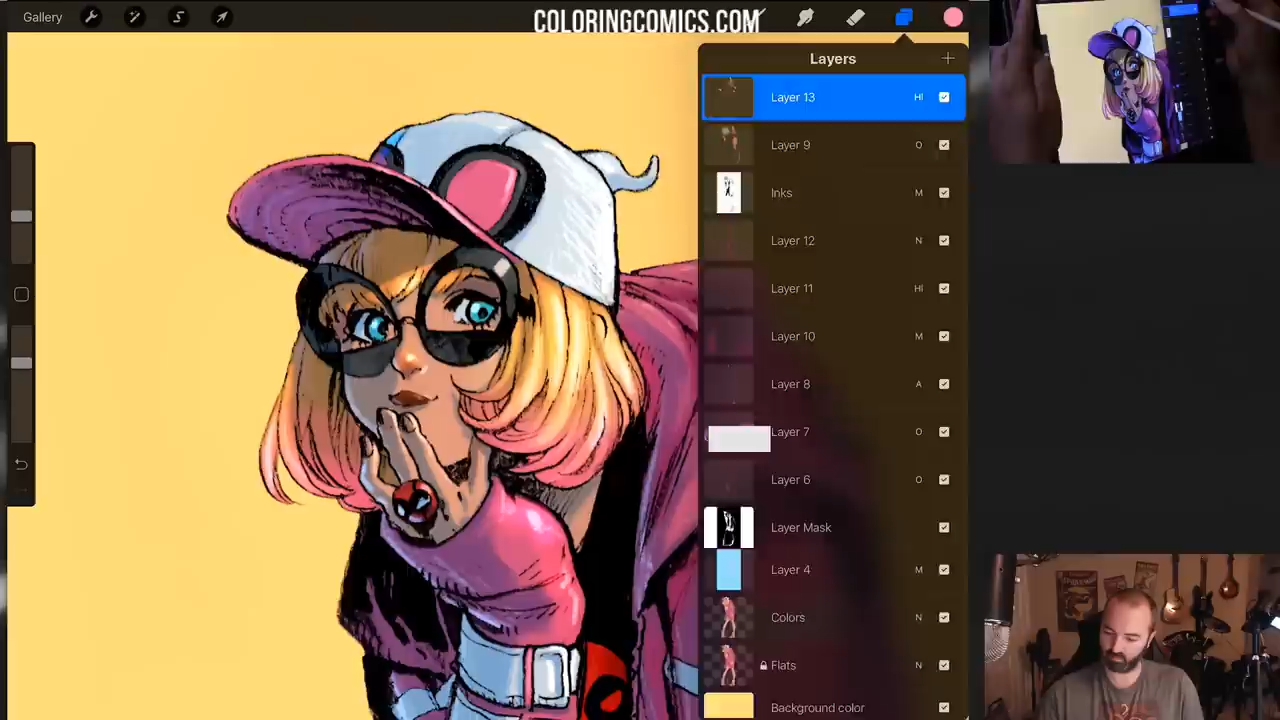 Gallery
COLORINGCOMICS.COM
Layers
Layer 13 HI
Layer 9 O
Inks M
Layer 12 N
Layer 11 HI
Layer 10 M
Layer 8 A
Layer 7 O
Layer 6 O
Layer Mask
Layer 4 M
Colors N
Flats N
Background color